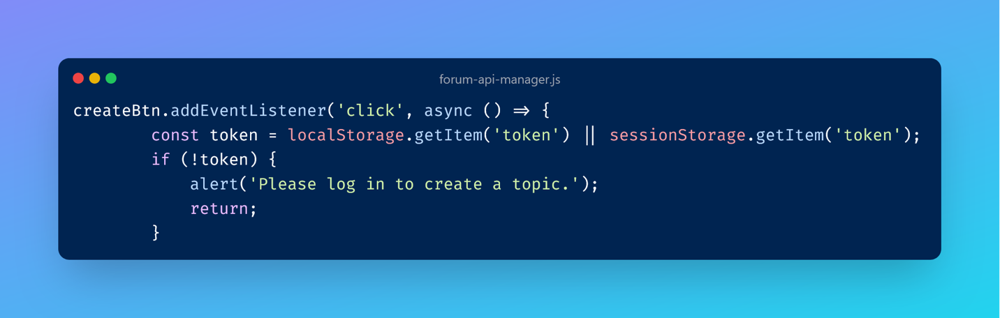 forum-api-manager.js
createBtn.addEventListener('click', async () => {
        const token = localStorage.getItem('token') || sessionStorage.getItem('token');
        if (!token) {
            alert('Please log in to create a topic.');
            return;
        }